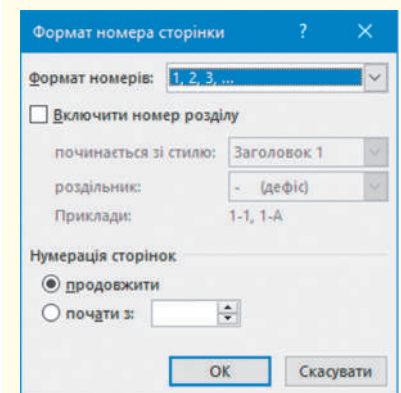 Формат номера сторінки ? ×
Формат номерів: 1, 2, 3, ...
Включити номер розділу
починається зі стилю: Заголовок 1
роздільник: - (дефіс)
Приклади: 1-1, 1-A
Нумерація сторінок
продовжити
почати з:
ОК Скасувати